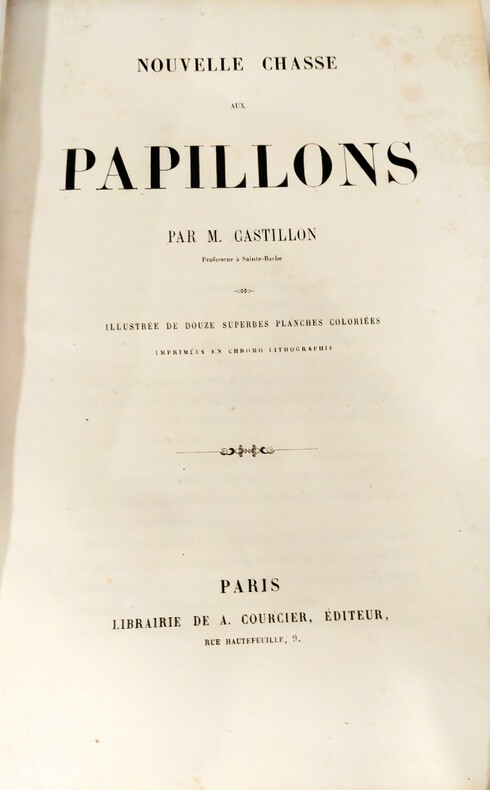 NOUVELLE CHASSE
AUX
PAPILLONS
PAR M. CASTILLON
Professeur à Sainte-Barbe
ILLUSTRÉE DE DOUZE SUPERBES PLANCHES COLORIÉES
IMPRIMÉES EN CHROMO-LITHOGRAPHIE
PARIS
LIBRAIRIE DE A. COURCIER, ÉDITEUR,
RUE HAUTEFEUILLE, 9.